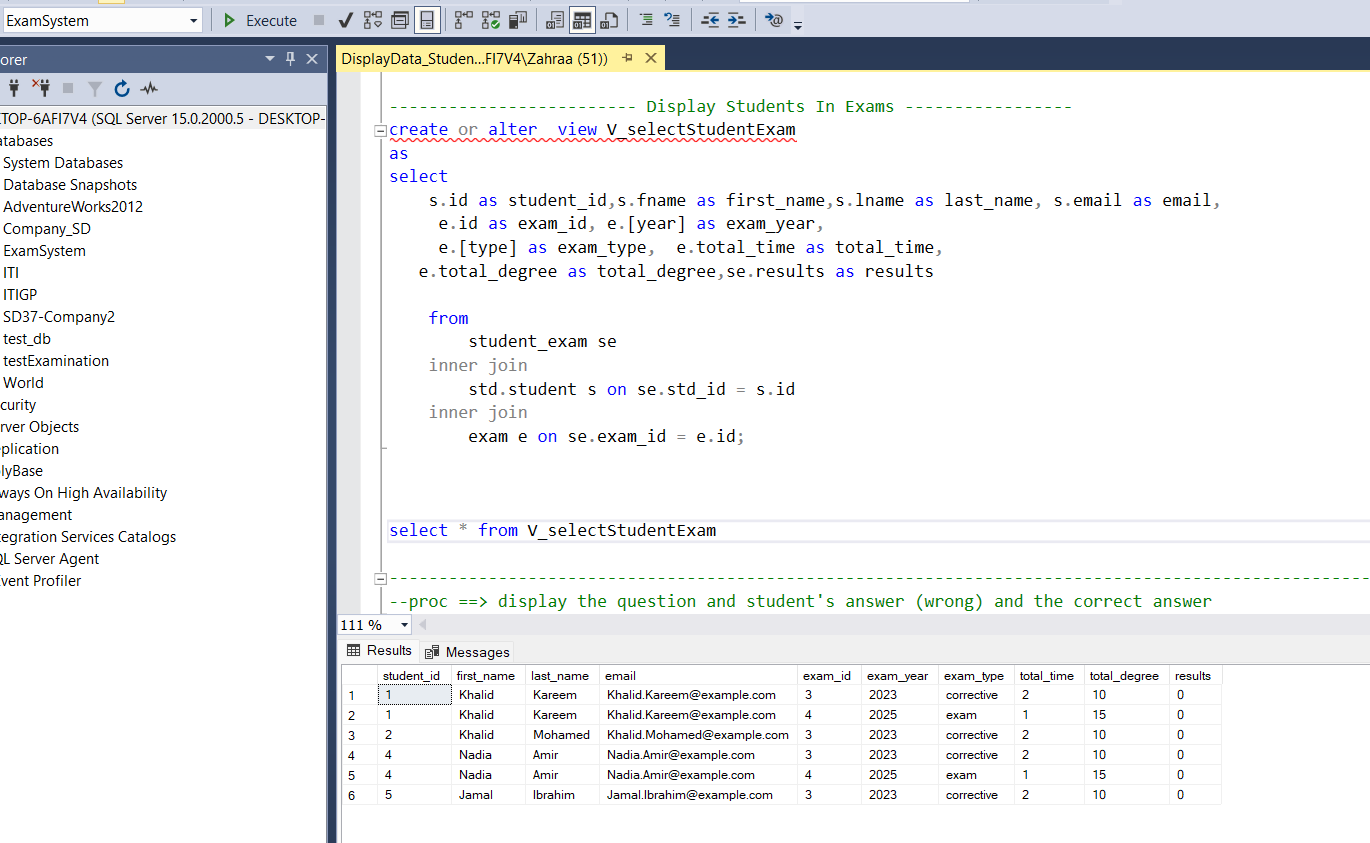 ExamSystem
Execute
orer
DisplayData_Studen...FI7V4\Zahraa (51))
TOP-6AFI7V4 (SQL Server 15.0.2000.5 - DESKTOP-
atabases
System Databases
Database Snapshots
AdventureWorks2012
Company_SD
ExamSystem
ITI
ITIGP
SD37-Company2
test_db
testExamination
World
curity
rver Objects
plication
lyBase
ways On High Availability
anagement
tegration Services Catalogs
QL Server Agent
Event Profiler
------------------------- Display Students In Exams -----------------
create or alter  view V_selectStudentExam
as
select
s.id as student_id,s.fname as first_name,s.lname as last_name, s.email as email,
e.id as exam_id, e.[year] as exam_year,
e.[type] as exam_type,  e.total_time as total_time,
e.total_degree as total_degree,se.results as results
from
student_exam se
inner join
std.student s on se.std_id = s.id
inner join
exam e on se.exam_id = e.id;
select * from V_selectStudentExam
---------------------------------------------------------------------------------------------------
--proc ==> display the question and student's answer (wrong) and the correct answer
111 %
Results Messages
student_id first_name last_name email exam_id exam_year exam_type total_time total_degree results
1 1 Khalid Kareem Khalid.Kareem@example.com 3 2023 corrective 2 10 0
2 1 Khalid Kareem Khalid.Kareem@example.com 4 2025 exam 1 15 0
3 2 Khalid Mohamed Khalid.Mohamed@example.com 3 2023 corrective 2 10 0
4 4 Nadia Amir Nadia.Amir@example.com 3 2023 corrective 2 10 0
5 4 Nadia Amir Nadia.Amir@example.com 4 2025 exam 1 15 0
6 5 Jamal Ibrahim Jamal.Ibrahim@example.com 3 2023 corrective 2 10 0